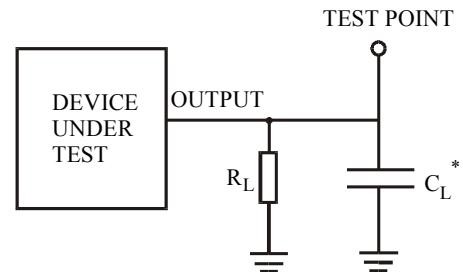 TEST POINT
DEVICE
UNDER
TEST
OUTPUT
RL
CL*